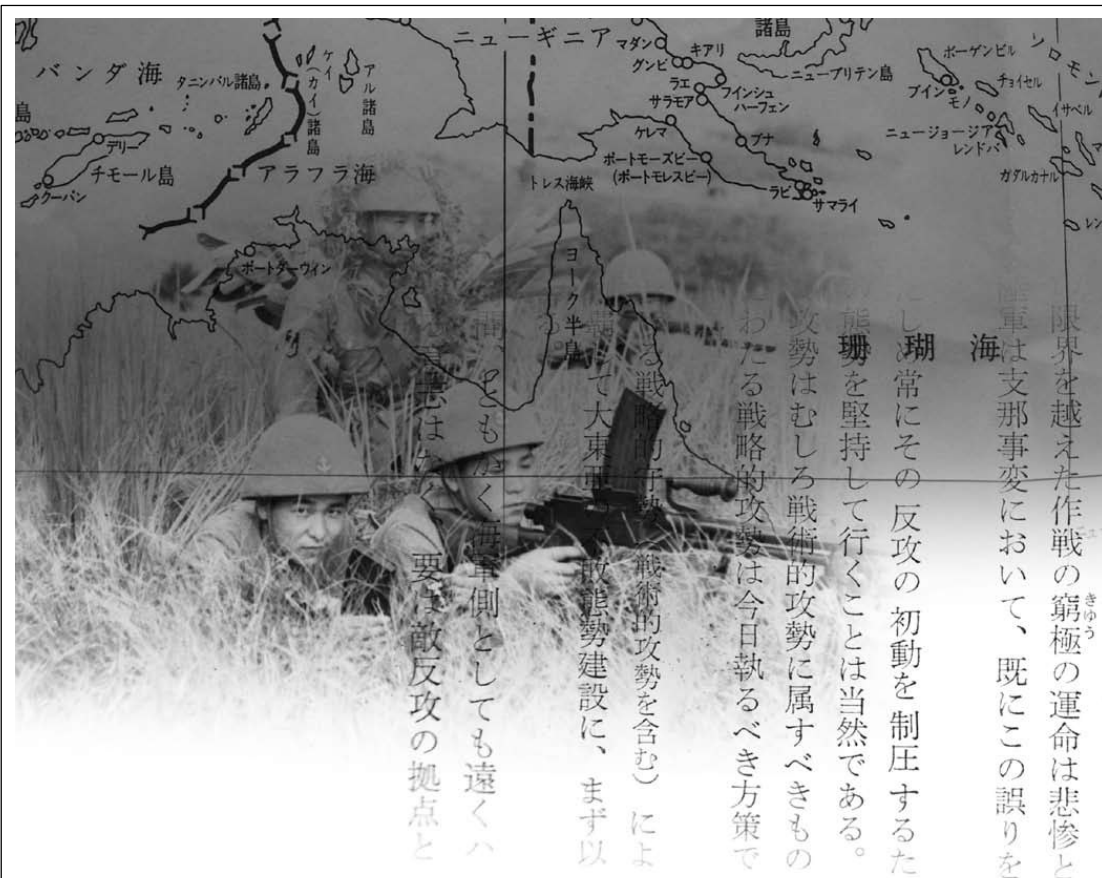 バンダ海
タニンバル諸島
ケイ(カイ)諸島
アル諸島
デリー
チモール島
クーパン
アラフラ海
ポートダーウィン
ニューギニア
マダン
グンビ
キアリ
ラエ
サラモア
フインシュ
ハーフェン
ケレマ
ブナ
ポートモーズビー
(ポートモレスビー)
ラビ
サマライ
トレス海峡
ヨーク半島
諸島
ニューブリテン島
ボーゲンビル
ブイン
モノ
チョイセル
イサベル
ニュージョージア
レンドバ
ガダルカナル
ソロモン
珊瑚海
限界を越えた作戦の窮極の運命は悲惨と
きゆう
軍は支那事変において、既にこの誤りを
常にその反攻の初動を制圧するた
態勢を堅持して行くことは当然である。
攻勢はむしろ戦術的攻勢に属すべきもの
わたる戦略的攻勢は今日執るべき方策で
る戦略的守勢(戦術的攻勢を含む)によ
て大東亜不敗態勢建設に、まず以
ともかく海軍側としても遠くハ
要は敵反攻の拠点と